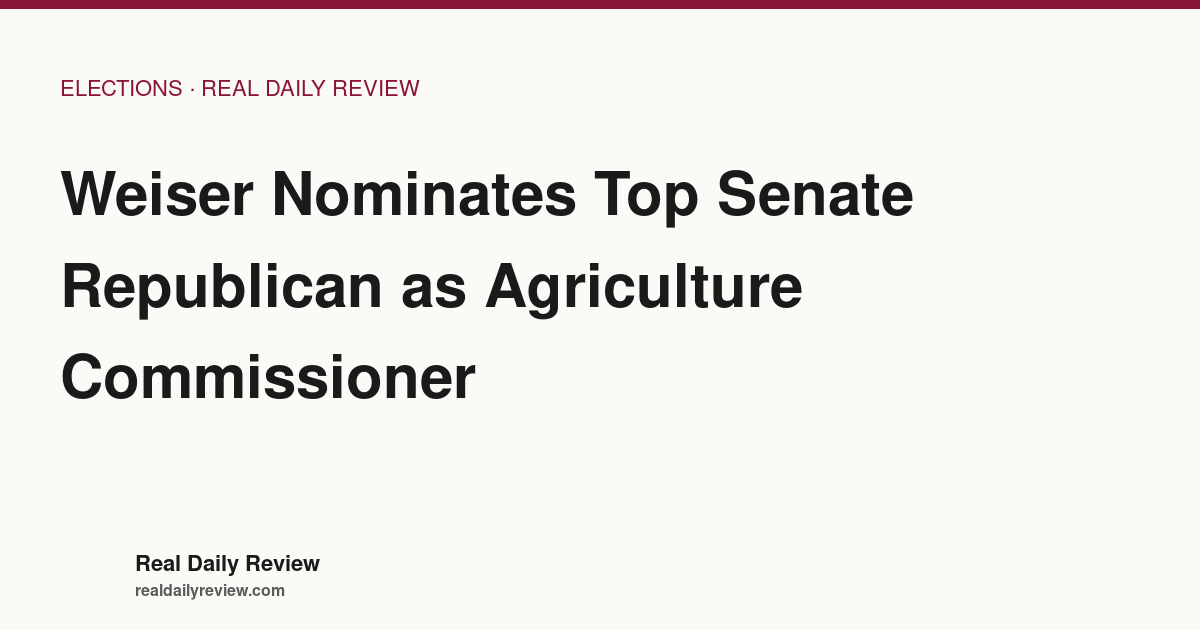 ELECTIONS · REAL DAILY REVIEW
Weiser Nominates Top Senate
Republican as Agriculture
Commissioner
Real Daily Review
realdailyreview.com